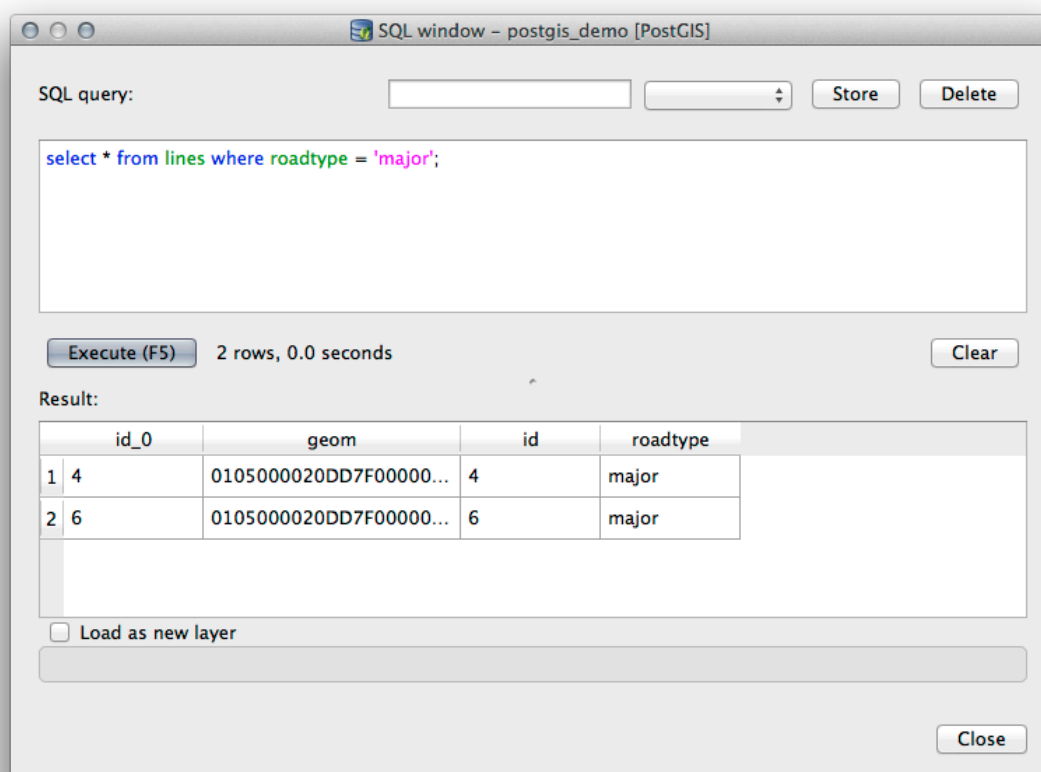 SQL window – postgis_demo [PostGIS]
SQL query:
Store
Delete
select * from lines where roadtype = 'major';
Execute (F5)
2 rows, 0.0 seconds
Clear
Result:
id_0 geom id roadtype
1 4 0105000020DD7F00000... 4 major
2 6 0105000020DD7F00000... 6 major
Load as new layer
Close